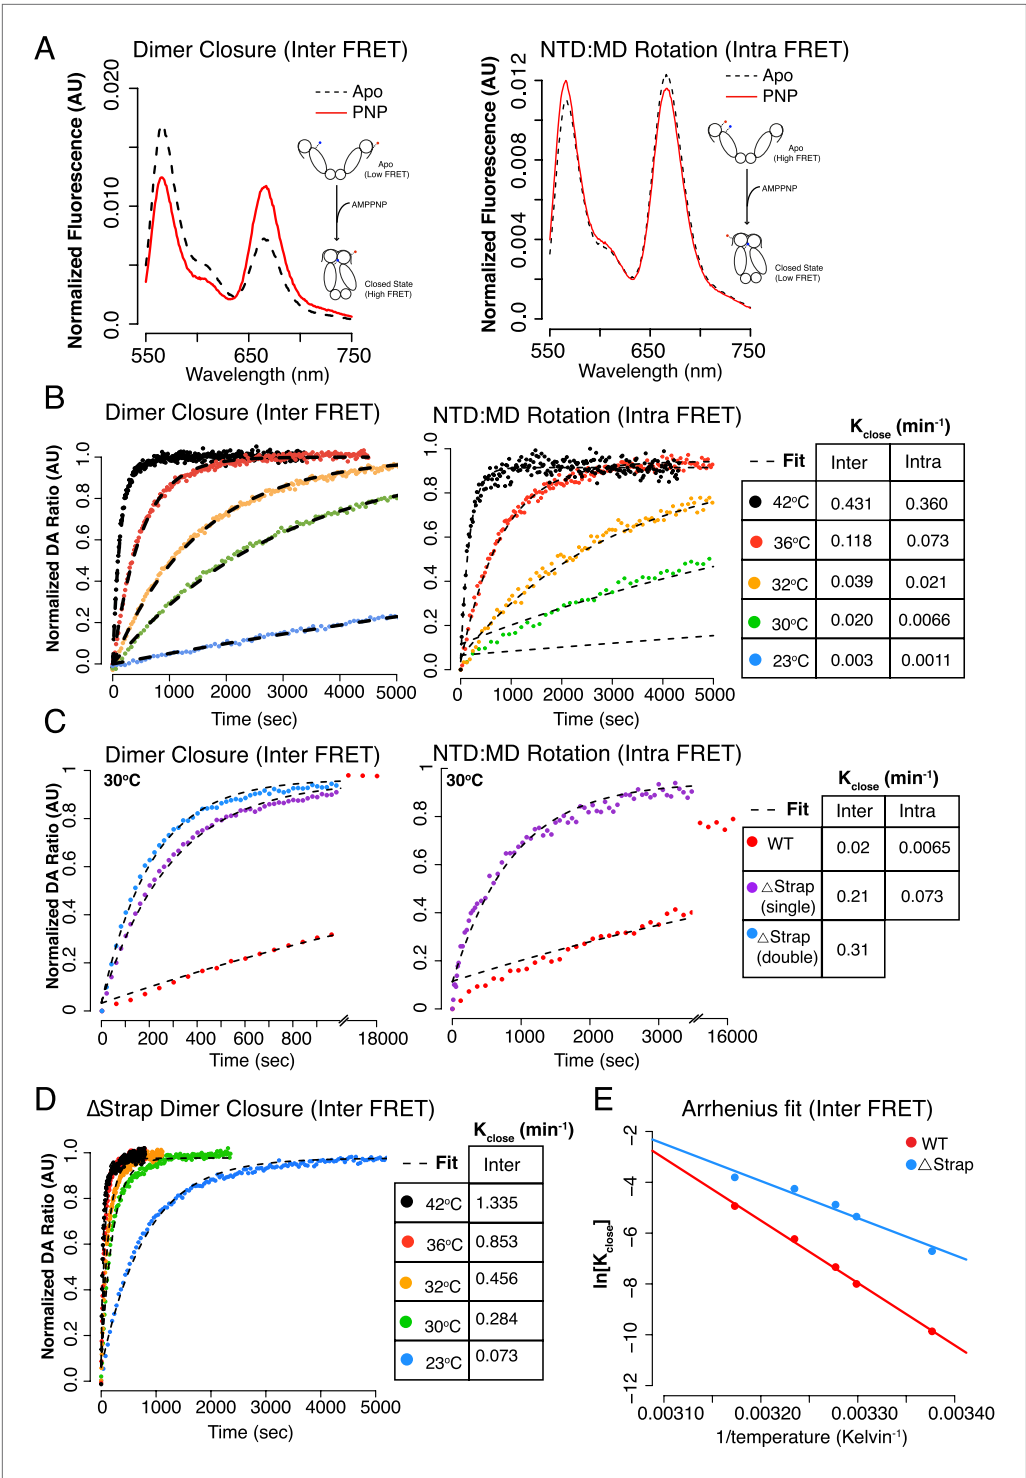 A
Dimer Closure (Inter FRET)
Normalized Fluorescence (AU)
0.0
0.010
0.020
550
650
750
Wavelength (nm)
Apo
PNP
Apo
(Low FRET)
AMPPNP
Closed State
(High FRET)
NTD:MD Rotation (Intra FRET)
Normalized Fluorescence (AU)
0.0
0.004
0.008
0.012
550
650
750
Wavelength (nm)
Apo
PNP
Apo
(High FRET)
AMPPNP
Closed State
(Low FRET)
B
Dimer Closure (Inter FRET)
Normalized DA Ratio (AU)
0.0
0.2
0.4
0.6
0.8
1.0
0
1000
2000
3000
4000
5000
Time (sec)
NTD:MD Rotation (Intra FRET)
0.0
0.2
0.4
0.6
0.8
1.0
0
1000
2000
3000
4000
5000
Time (sec)
Kclose (min-1)
Fit Inter Intra
42°C 0.431 0.360
36°C 0.118 0.073
32°C 0.039 0.021
30°C 0.020 0.0066
23°C 0.003 0.0011
C
Dimer Closure (Inter FRET)
30°C
Normalized DA Ratio (AU)
0
0.2
0.4
0.6
0.8
1
0
200
400
600
800
18000
Time (sec)
NTD:MD Rotation (Intra FRET)
30°C
0
0.2
0.4
0.6
0.8
1
0
1000
2000
3000
16000
Time (sec)
Kclose (min-1)
Fit Inter Intra
WT 0.02 0.0065
△Strap
(single) 0.21 0.073
△Strap
(double) 0.31
D
ΔStrap Dimer Closure (Inter FRET)
Normalized DA Ratio (AU)
0.0
0.2
0.4
0.6
0.8
1.0
0
1000
2000
3000
4000
5000
Time (sec)
Kclose (min-1)
Fit Inter
42°C 1.335
36°C 0.853
32°C 0.456
30°C 0.284
23°C 0.073
E
Arrhenius fit (Inter FRET)
ln[Kclose]
−2
−4
−6
−8
−10
−12
0.00310
0.00320
0.00330
0.00340
1/temperature (Kelvin-1)
WT
△Strap